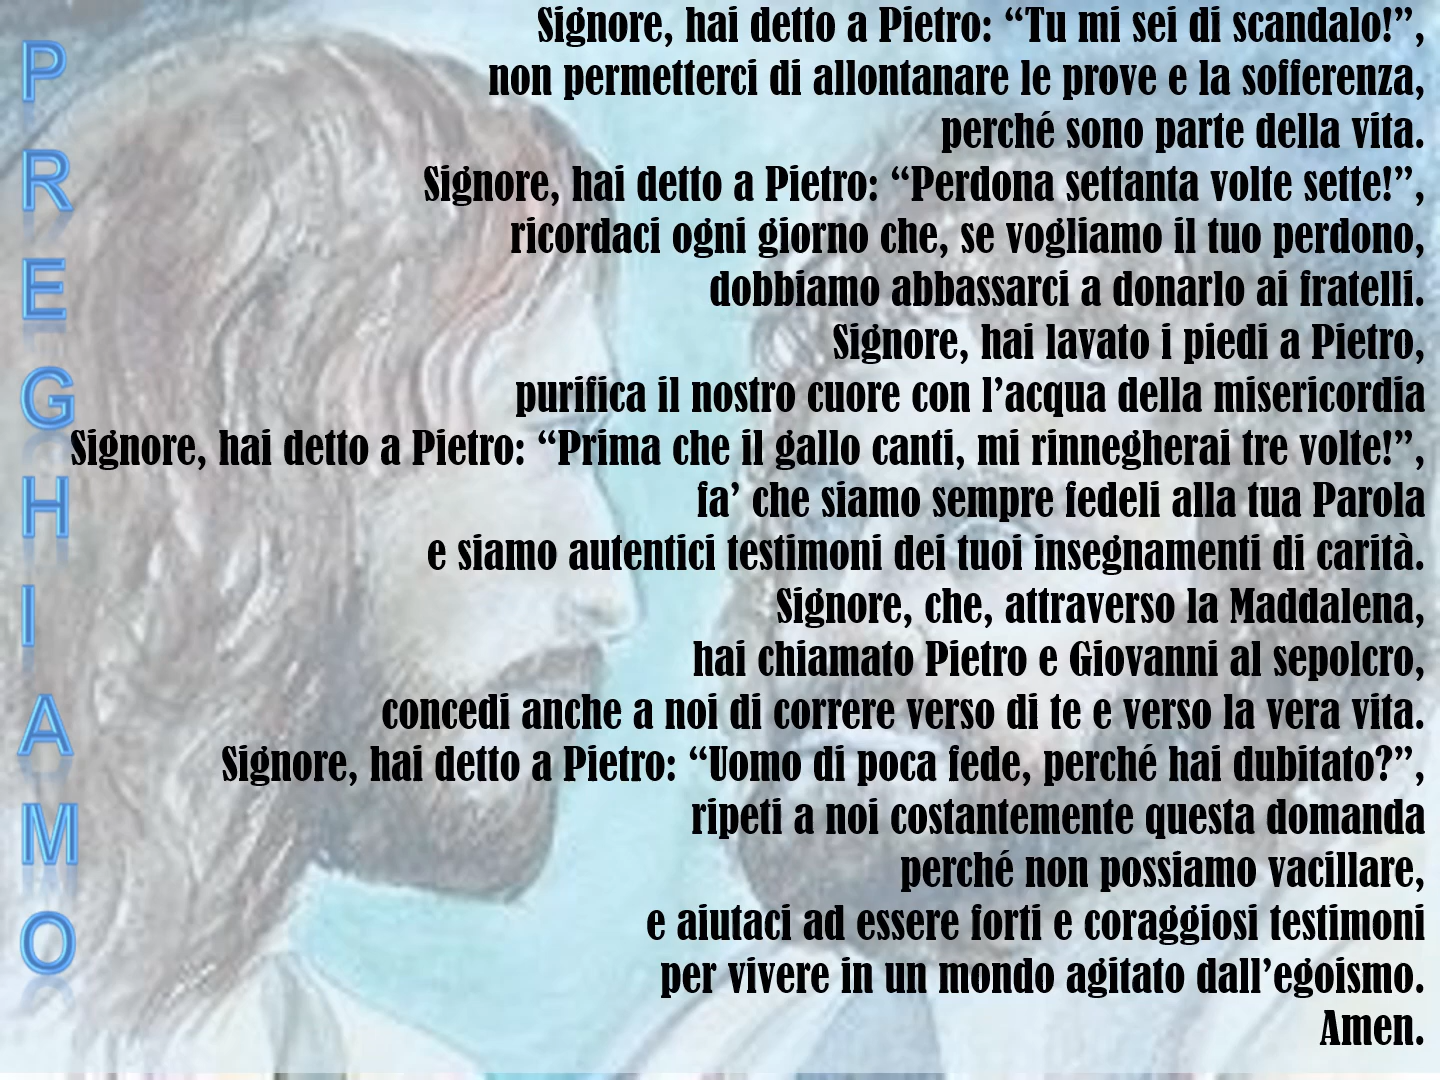 PREGHIAMO
Signore, hai detto a Pietro: “Tu mi sei di scandalo!”,
non permetterci di allontanare le prove e la sofferenza,
perché sono parte della vita.
Signore, hai detto a Pietro: “Perdona settanta volte sette!”,
ricordaci ogni giorno che, se vogliamo il tuo perdono,
dobbiamo abbassarci a donarlo ai fratelli.
Signore, hai lavato i piedi a Pietro,
purifica il nostro cuore con l’acqua della misericordia
Signore, hai detto a Pietro: “Prima che il gallo canti, mi rinnegherai tre volte!”,
fa’ che siamo sempre fedeli alla tua Parola
e siamo autentici testimoni dei tuoi insegnamenti di carità.
Signore, che, attraverso la Maddalena,
hai chiamato Pietro e Giovanni al sepolcro,
concedi anche a noi di correre verso di te e verso la vera vita.
Signore, hai detto a Pietro: “Uomo di poca fede, perché hai dubitato?”,
ripeti a noi costantemente questa domanda
perché non possiamo vacillare,
e aiutaci ad essere forti e coraggiosi testimoni
per vivere in un mondo agitato dall’egoismo.
Amen.